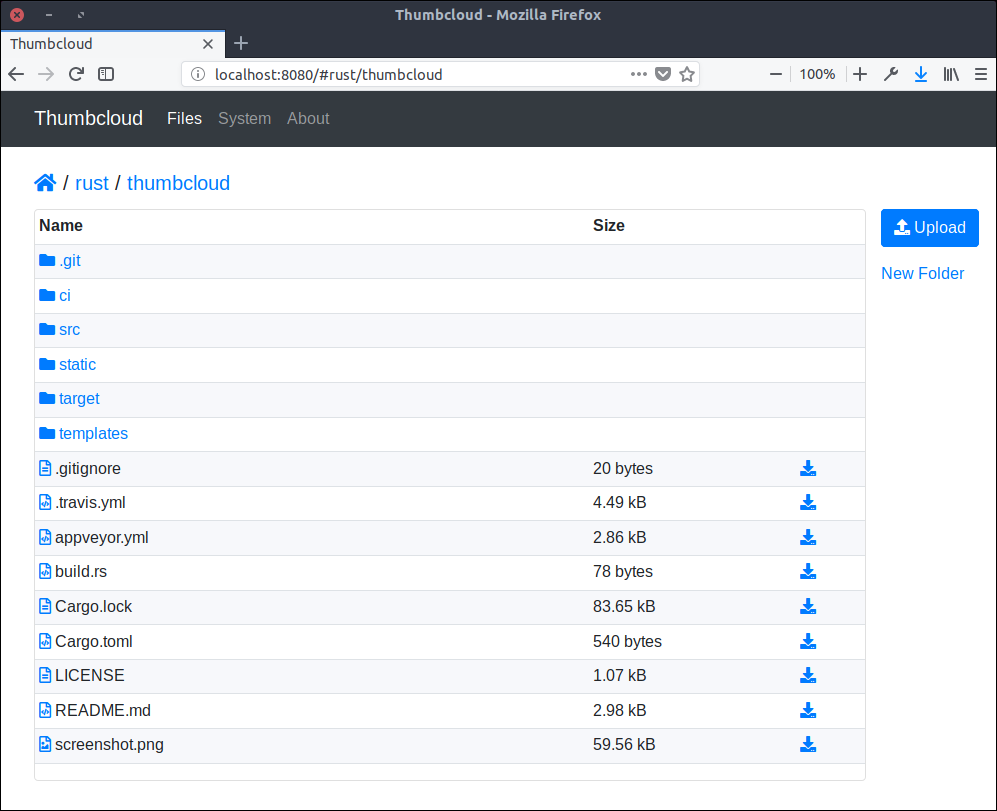 Thumbcloud - Mozilla Firefox
Thumbcloud
localhost:8080/#rust/thumbcloud 100%
Thumbcloud Files System About
/ rust / thumbcloud
Name Size
Upload
.git
New Folder
ci
src
static
target
templates
.gitignore 20 bytes
.travis.yml 4.49 kB
appveyor.yml 2.86 kB
build.rs 78 bytes
Cargo.lock 83.65 kB
Cargo.toml 540 bytes
LICENSE 1.07 kB
README.md 2.98 kB
screenshot.png 59.56 kB